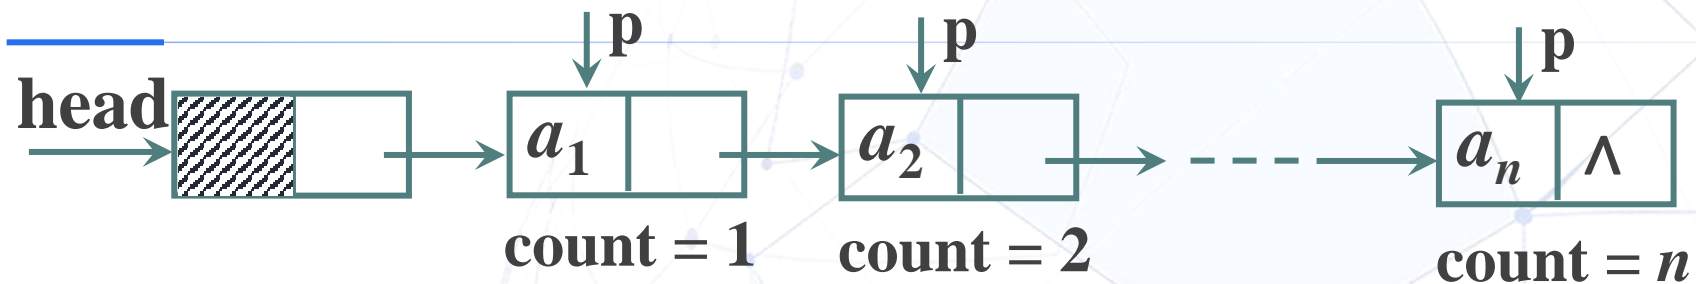 p p p
head
a₁ a₂ aₙ ∧
count = 1 count = 2 count = n